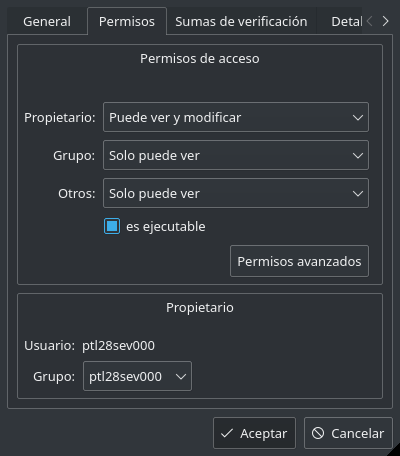 General Permisos Sumas de verificación Detal
Permisos de acceso
Propietario: Puede ver y modificar
Grupo: Solo puede ver
Otros: Solo puede ver
es ejecutable
Permisos avanzados
Propietario
Usuario: ptl28sev000
Grupo: ptl28sev000
Aceptar Cancelar